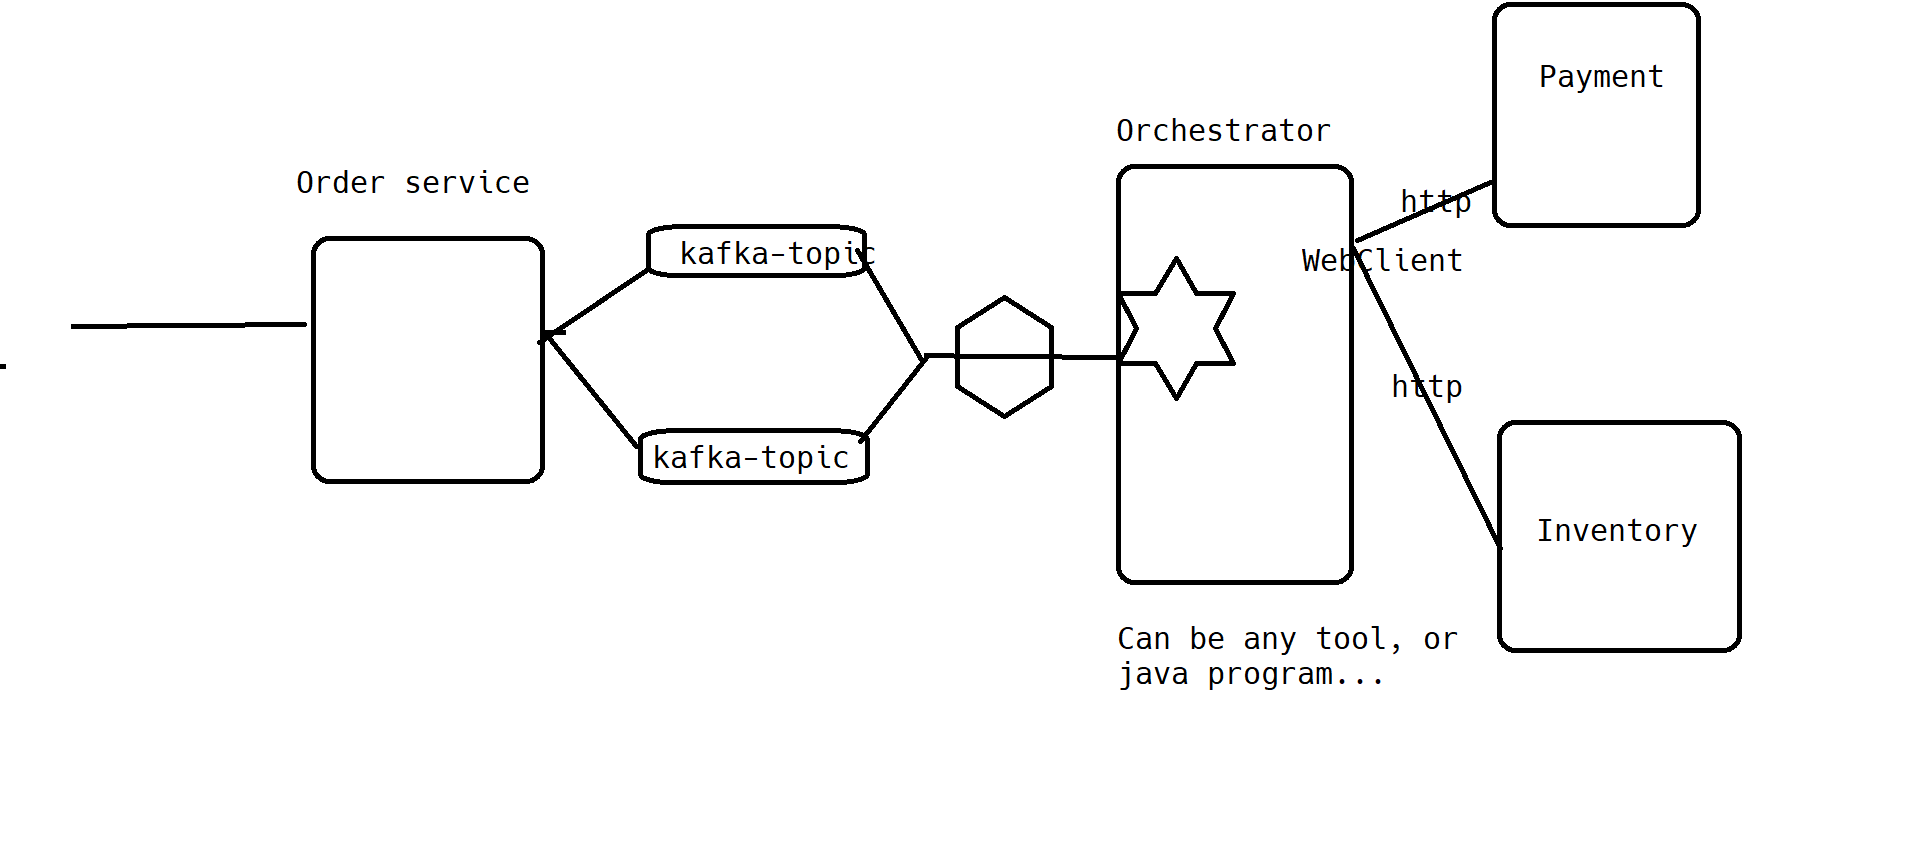 Payment
Orchestrator
Order service
http
kafka-topic
WebClient
http
kafka-topic
Inventory
Can be any tool, or
java program...